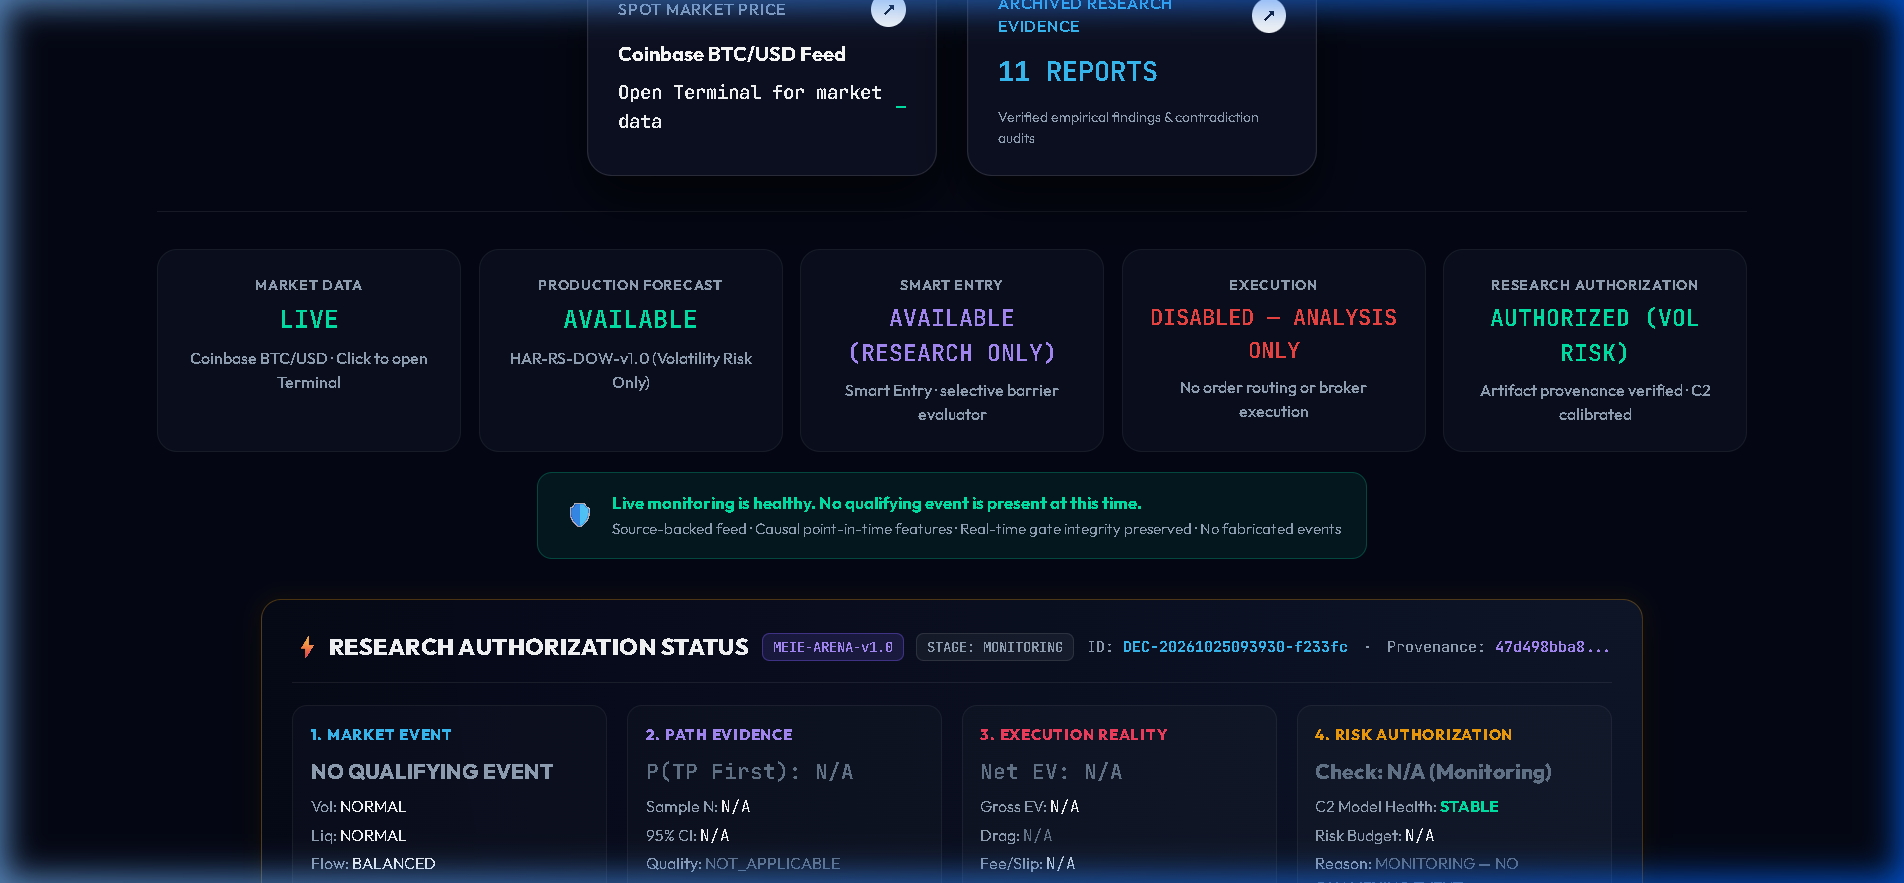 SPOT MARKET PRICE
↗
Coinbase BTC/USD Feed
Open Terminal for market
data
—
ARCHIVED RESEARCH
EVIDENCE
↗
11 REPORTS
Verified empirical findings & contradiction
audits
MARKET DATA
LIVE
Coinbase BTC/USD · Click to open
Terminal
PRODUCTION FORECAST
AVAILABLE
HAR-RS-DOW-v1.0 (Volatility Risk
Only)
SMART ENTRY
AVAILABLE
(RESEARCH ONLY)
Smart Entry · selective barrier
evaluator
EXECUTION
DISABLED — ANALYSIS
ONLY
No order routing or broker
execution
RESEARCH AUTHORIZATION
AUTHORIZED (VOL
RISK)
Artifact provenance verified · C2
calibrated
Live monitoring is healthy. No qualifying event is present at this time.
Source-backed feed · Causal point-in-time features · Real-time gate integrity preserved · No fabricated events
RESEARCH AUTHORIZATION STATUS
MEIE-ARENA-v1.0
STAGE: MONITORING
ID: DEC-20261025093930-f233fc · Provenance: 47d498bba8...
1. MARKET EVENT
NO QUALIFYING EVENT
Vol: NORMAL
Liq: NORMAL
Flow: BALANCED
2. PATH EVIDENCE
P(TP First): N/A
Sample N: N/A
95% CI: N/A
Quality: NOT_APPLICABLE
3. EXECUTION REALITY
Net EV: N/A
Gross EV: N/A
Drag: N/A
Fee/Slip: N/A
4. RISK AUTHORIZATION
Check: N/A (Monitoring)
C2 Model Health: STABLE
Risk Budget: N/A
Reason: MONITORING — NO